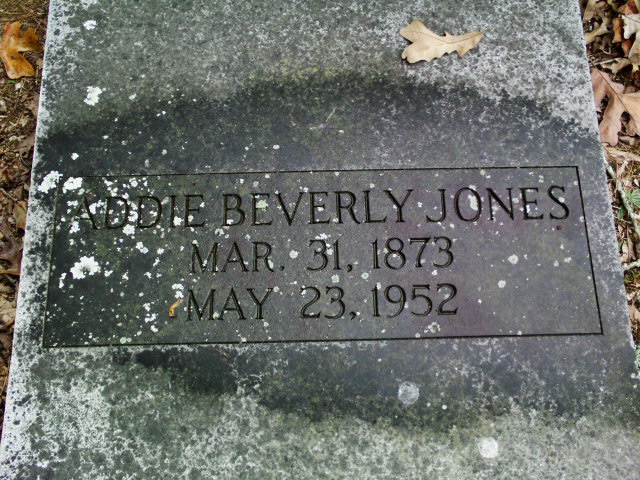 ADDIE BEVERLY JONES
MAR. 31, 1873
MAY 23, 1952